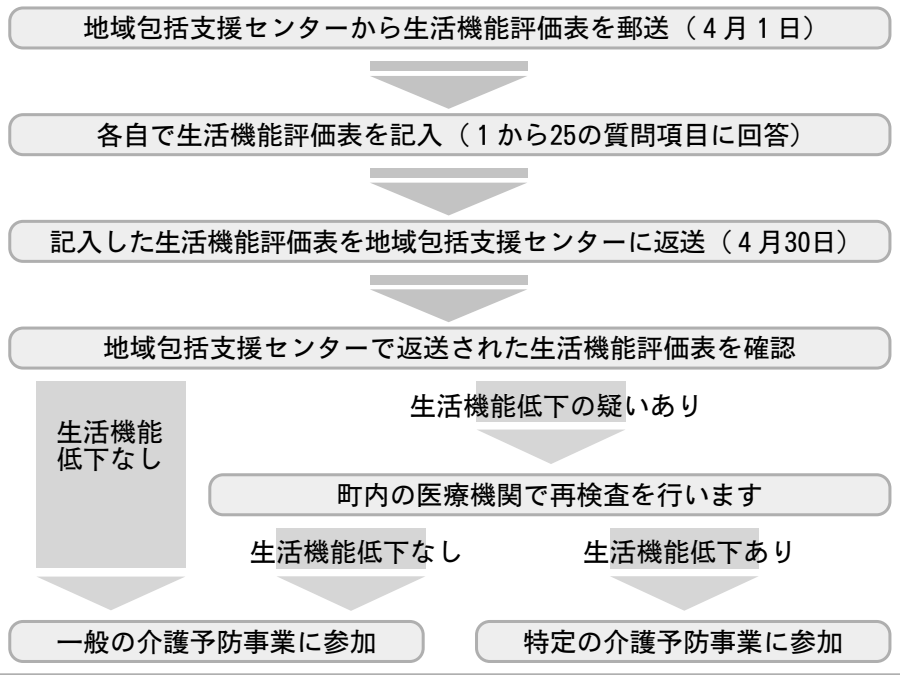 地域包括支援センターから生活機能評価表を郵送（４月１日）
各自で生活機能評価表を記入（１から25の質問項目に回答）
記入した生活機能評価表を地域包括支援センターに返送（４月30日）
地域包括支援センターで返送された生活機能評価表を確認
生活機能
低下なし
生活機能低下の疑いあり
町内の医療機関で再検査を行います
生活機能低下なし
生活機能低下あり
一般の介護予防事業に参加
特定の介護予防事業に参加